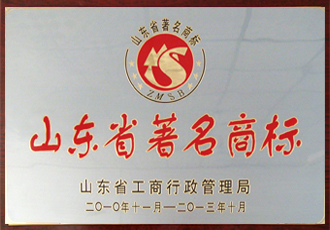 山东省著名商标
ZMSB
山东省著名商标
山东省工商行政管理局
二〇一〇年十一月—二〇一三年十月